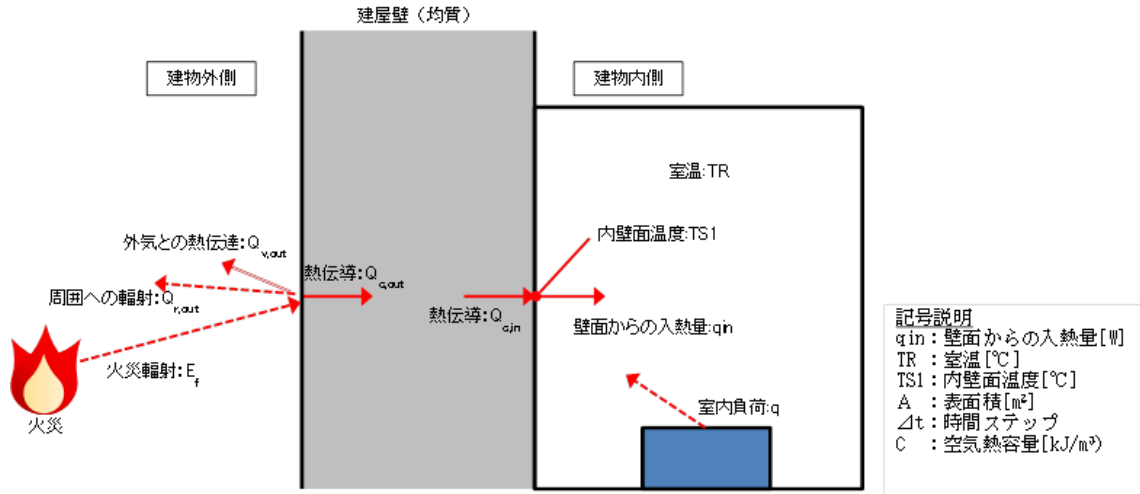 建屋壁（均質）
建物外側
建物内側
室温:TR
外気との熱伝達:Qv,out
内壁面温度:TS1
熱伝導:Qc,out
周囲への輻射:Qr,out
熱伝導:Qc,in
壁面からの入熱量:qin
火災輻射:Ef
室内負荷:q
火災
記号説明
qin：壁面からの入熱量[W]
TR：室温[℃]
TS1：内壁面温度[℃]
A ：表面積[m²]
⊿t：時間ステップ
C ：空気熱容量[kJ/m³)